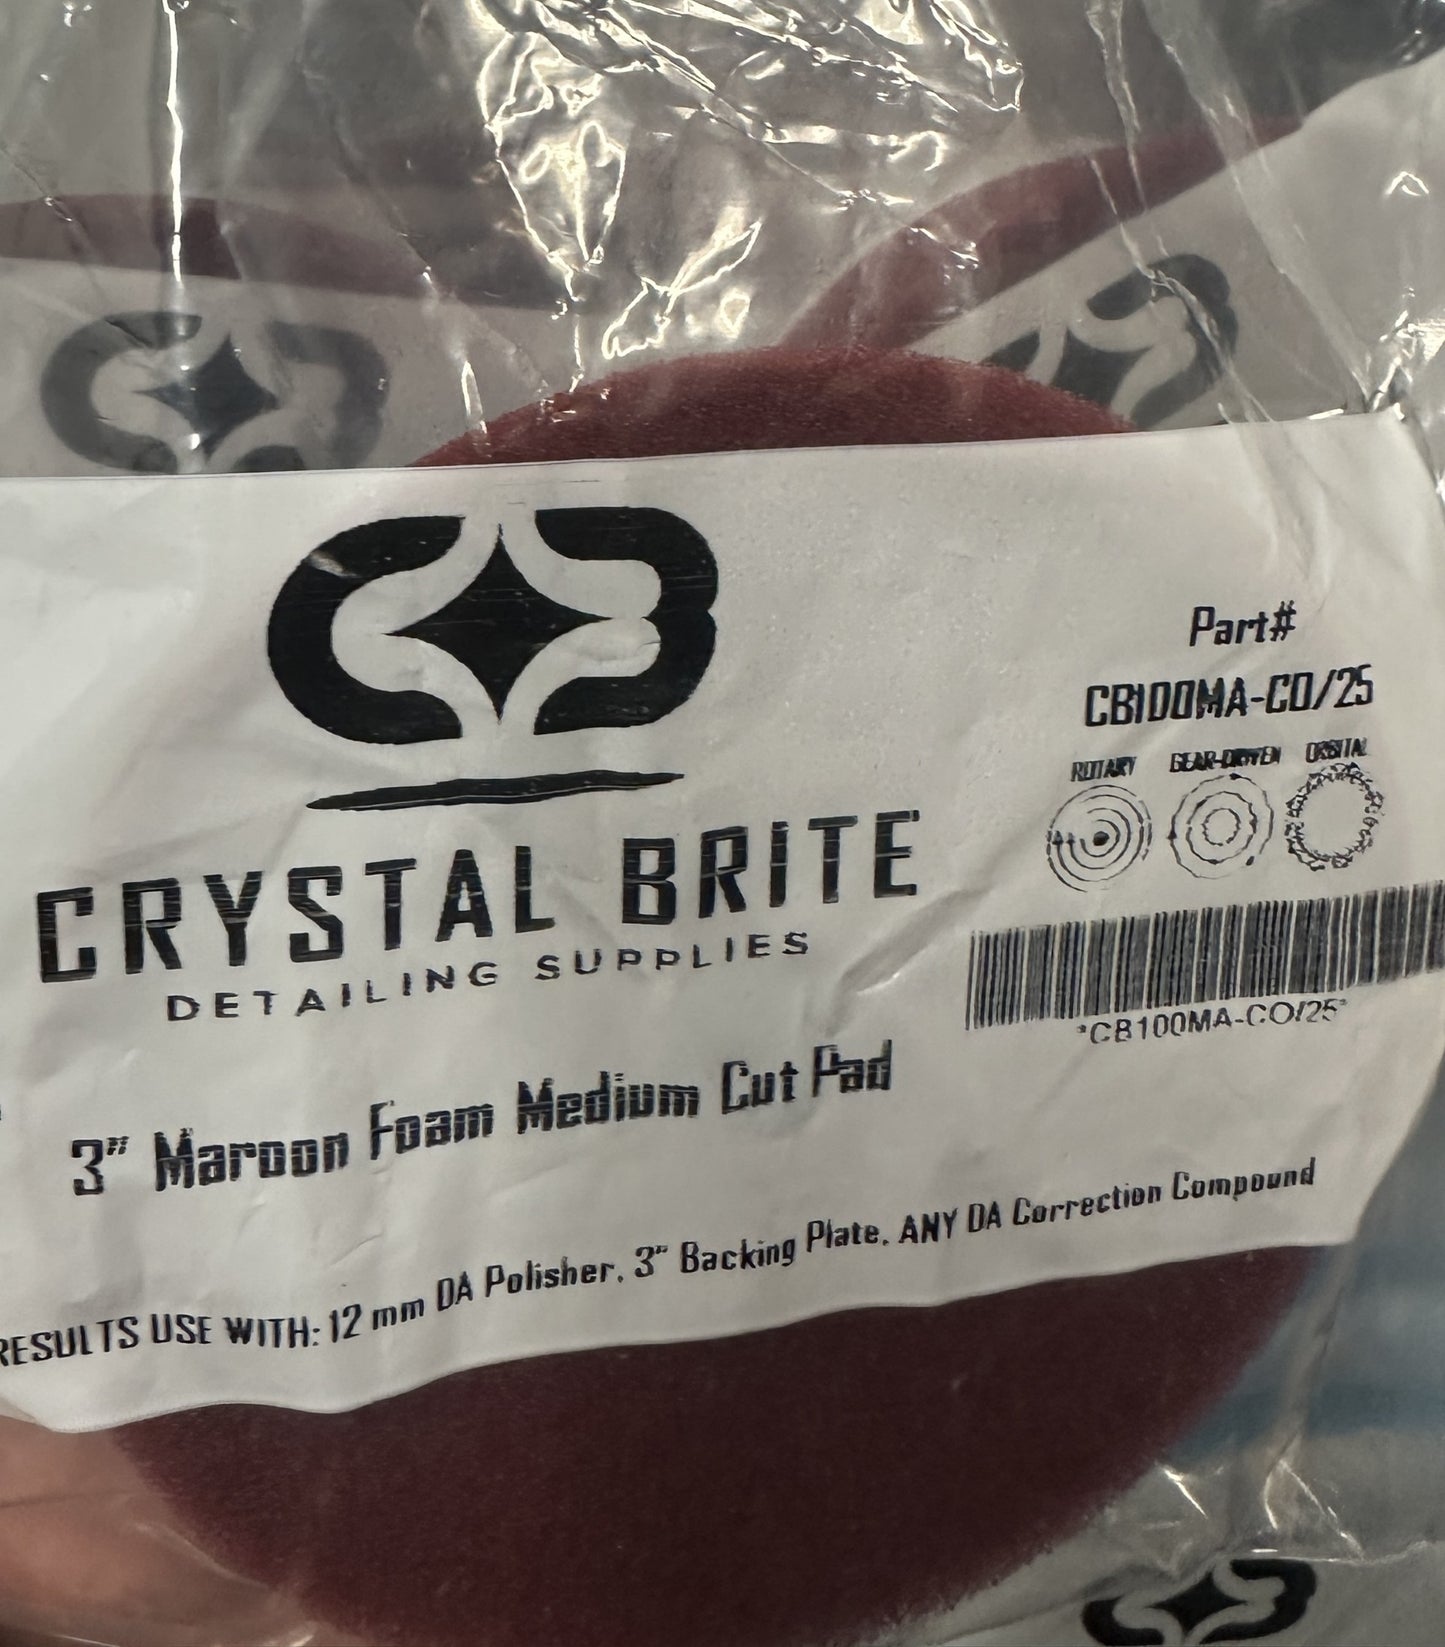 Part#
CB100MA-CO/25
ROTARY GEAR-DRIVEN ORBITAL
CRYSTAL BRITE
DETAILING SUPPLIES
*CB100MA-CO/25*
3" Maroon Foam Medium Cut Pad
RESULTS USE WITH: 12 mm DA Polisher, 3" Backing Plate, ANY DA Correction Compound